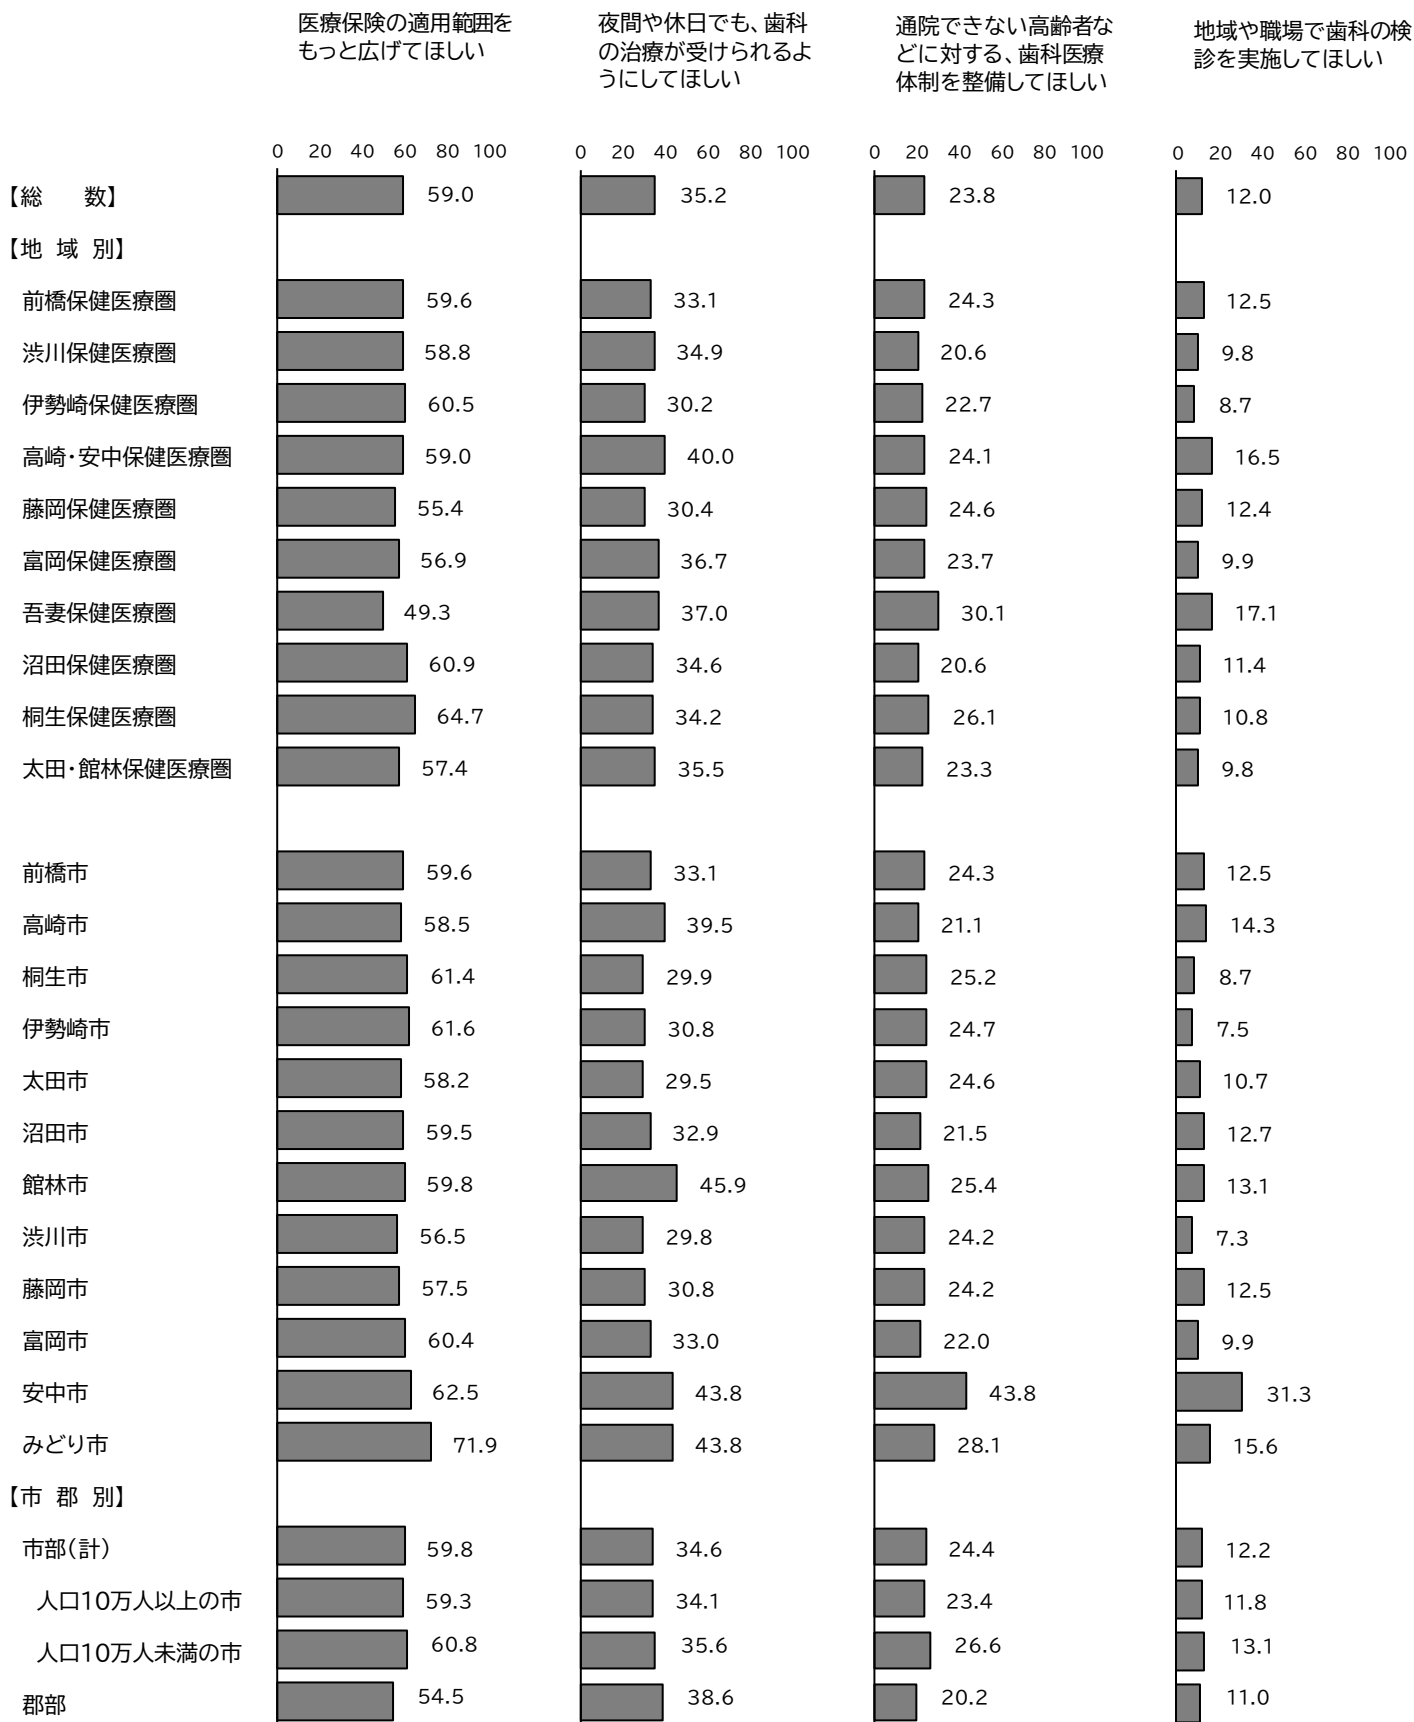 医療保険の適用範囲を
もっと広げてほしい
夜間や休日でも、歯科
の治療が受けられるよ
うにしてほしい
通院できない高齢者な
どに対する、歯科医療
体制を整備してほしい
地域や職場で歯科の検
診を実施してほしい
0 20 40 60 80 100 0 20 40 60 80 100 0 20 40 60 80 100 0 20 40 60 80 100
【総　数】 59.0 35.2 23.8 12.0
【地 域 別】
前橋保健医療圏 59.6 33.1 24.3 12.5
渋川保健医療圏 58.8 34.9 20.6 9.8
伊勢崎保健医療圏 60.5 30.2 22.7 8.7
高崎・安中保健医療圏 59.0 40.0 24.1 16.5
藤岡保健医療圏 55.4 30.4 24.6 12.4
富岡保健医療圏 56.9 36.7 23.7 9.9
吾妻保健医療圏 49.3 37.0 30.1 17.1
沼田保健医療圏 60.9 34.6 20.6 11.4
桐生保健医療圏 64.7 34.2 26.1 10.8
太田・館林保健医療圏 57.4 35.5 23.3 9.8
前橋市 59.6 33.1 24.3 12.5
高崎市 58.5 39.5 21.1 14.3
桐生市 61.4 29.9 25.2 8.7
伊勢崎市 61.6 30.8 24.7 7.5
太田市 58.2 29.5 24.6 10.7
沼田市 59.5 32.9 21.5 12.7
館林市 59.8 45.9 25.4 13.1
渋川市 56.5 29.8 24.2 7.3
藤岡市 57.5 30.8 24.2 12.5
富岡市 60.4 33.0 22.0 9.9
安中市 62.5 43.8 43.8 31.3
みどり市 71.9 43.8 28.1 15.6
【市 郡 別】
市部(計) 59.8 34.6 24.4 12.2
人口10万人以上の市 59.3 34.1 23.4 11.8
人口10万人未満の市 60.8 35.6 26.6 13.1
郡部 54.5 38.6 20.2 11.0